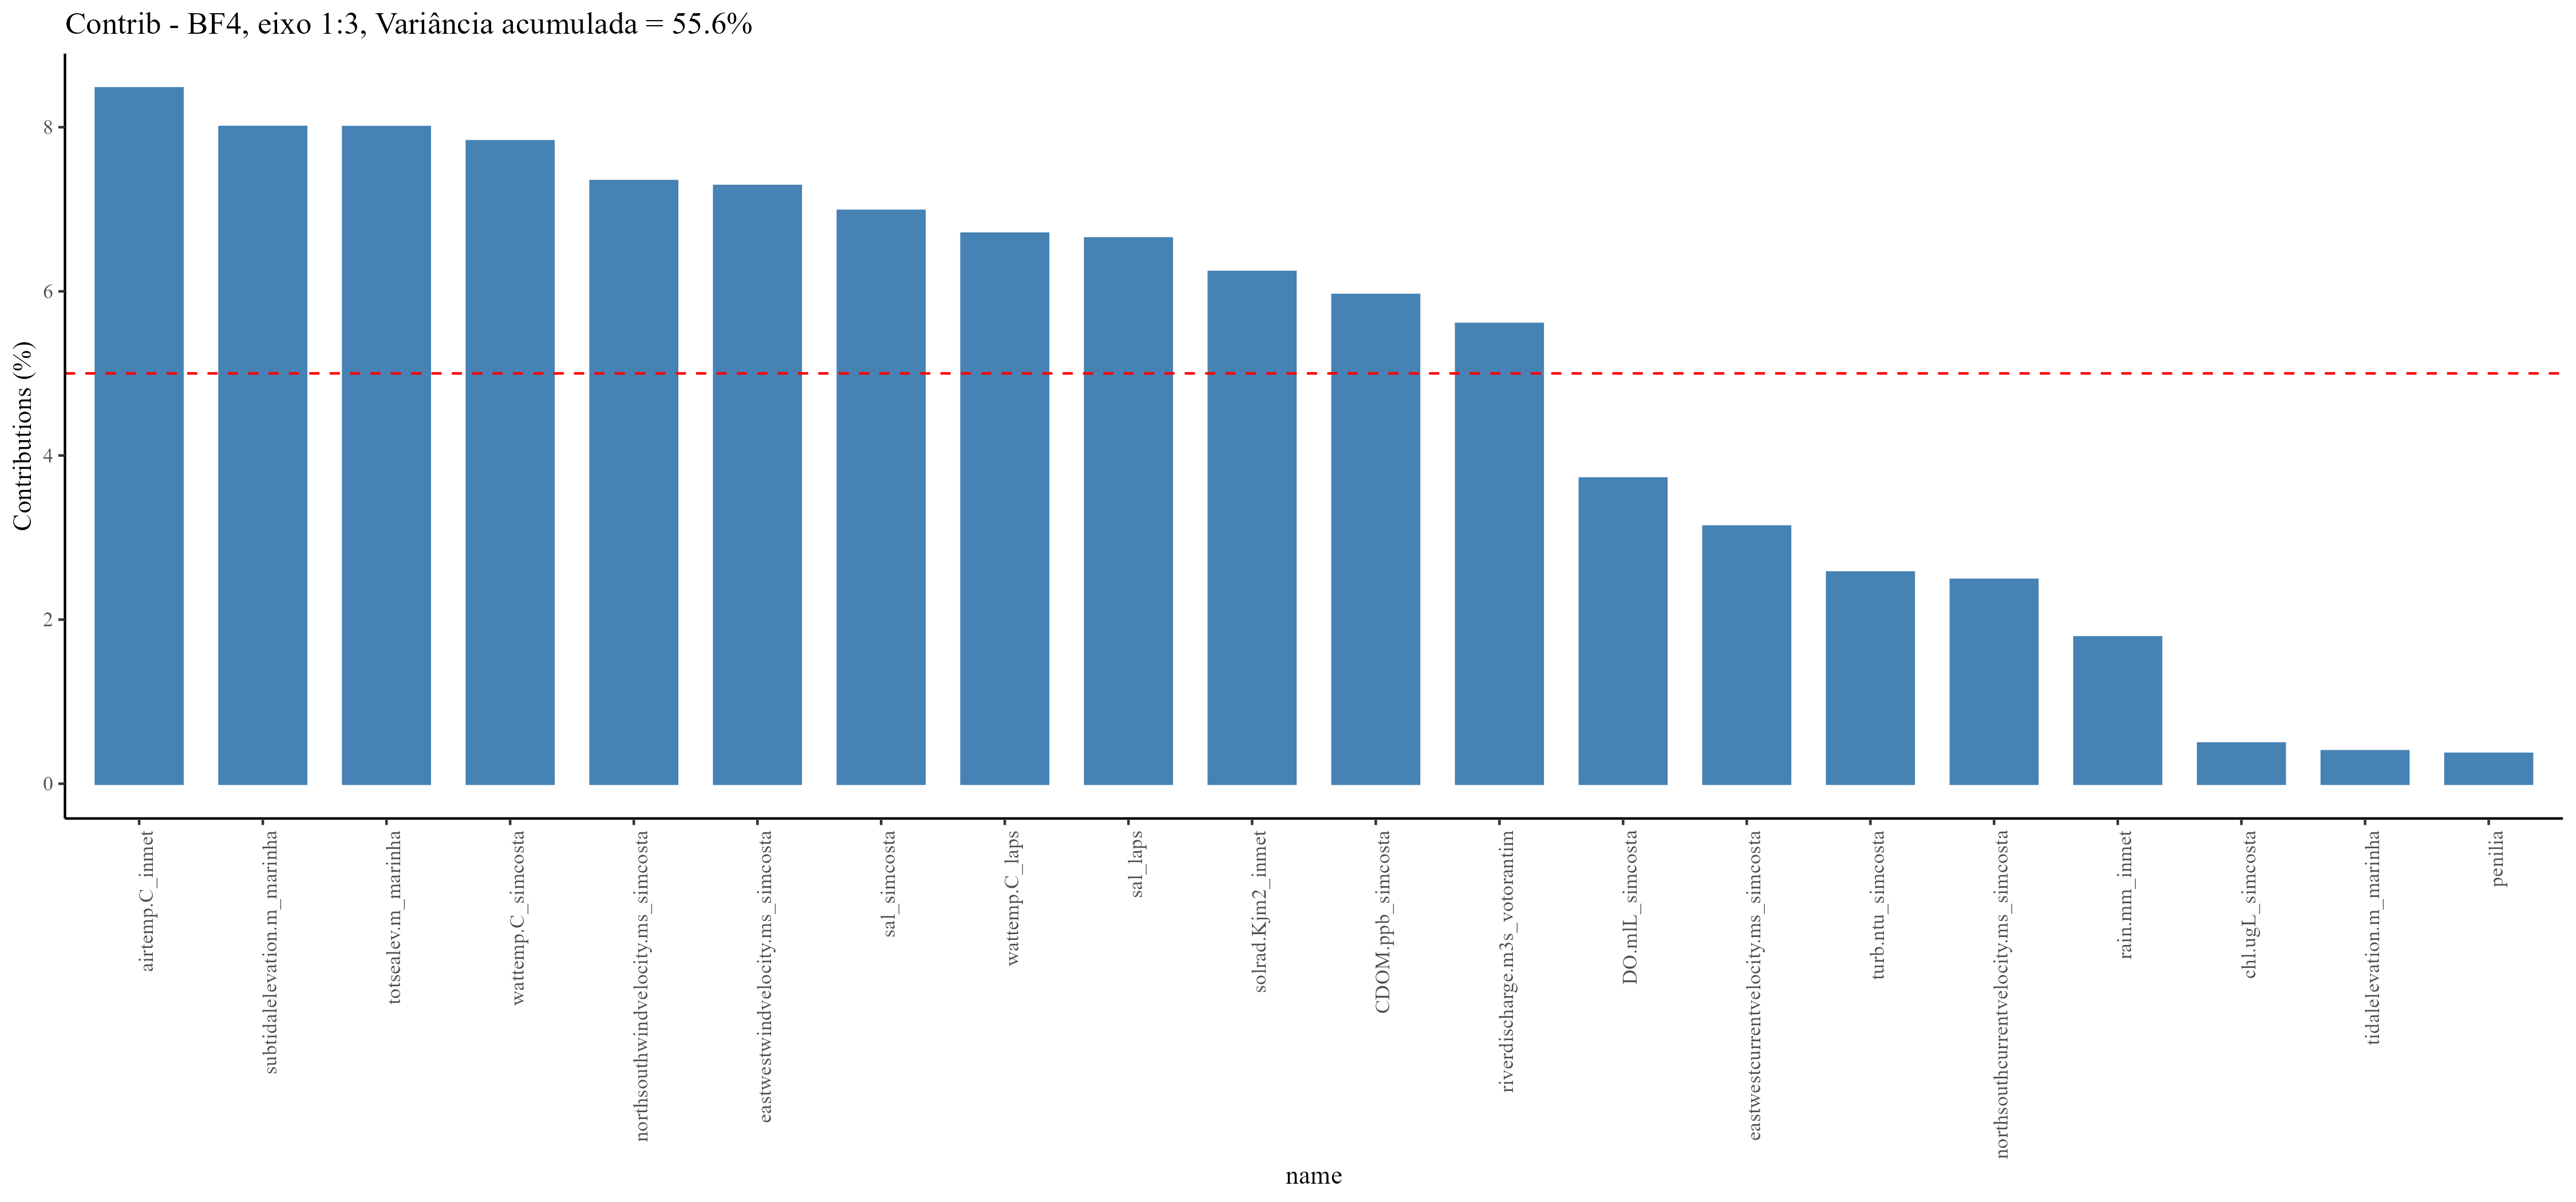 Contrib - BF4, eixo 1:3, Variância acumulada = 55.6%
Contributions (%)
8
6
4
2
0
airtemp.C_inmet
subtidalelevation.m_marinha
totsealev.m_marinha
wattemp.C_simcosta
northsouthwindvelocity.ms_simcosta
eastwestwindvelocity.ms_simcosta
sal_simcosta
wattemp.C_laps
sal_laps
solrad.Kjm2_inmet
CDOM.ppb_simcosta
riverdischarge.m3s_votorantim
DO.mlL_simcosta
eastwestcurrentvelocity.ms_simcosta
turb.ntu_simcosta
northsouthcurrentvelocity.ms_simcosta
rain.mm_inmet
chl.ugL_simcosta
tidalelevation.m_marinha
penilia
name